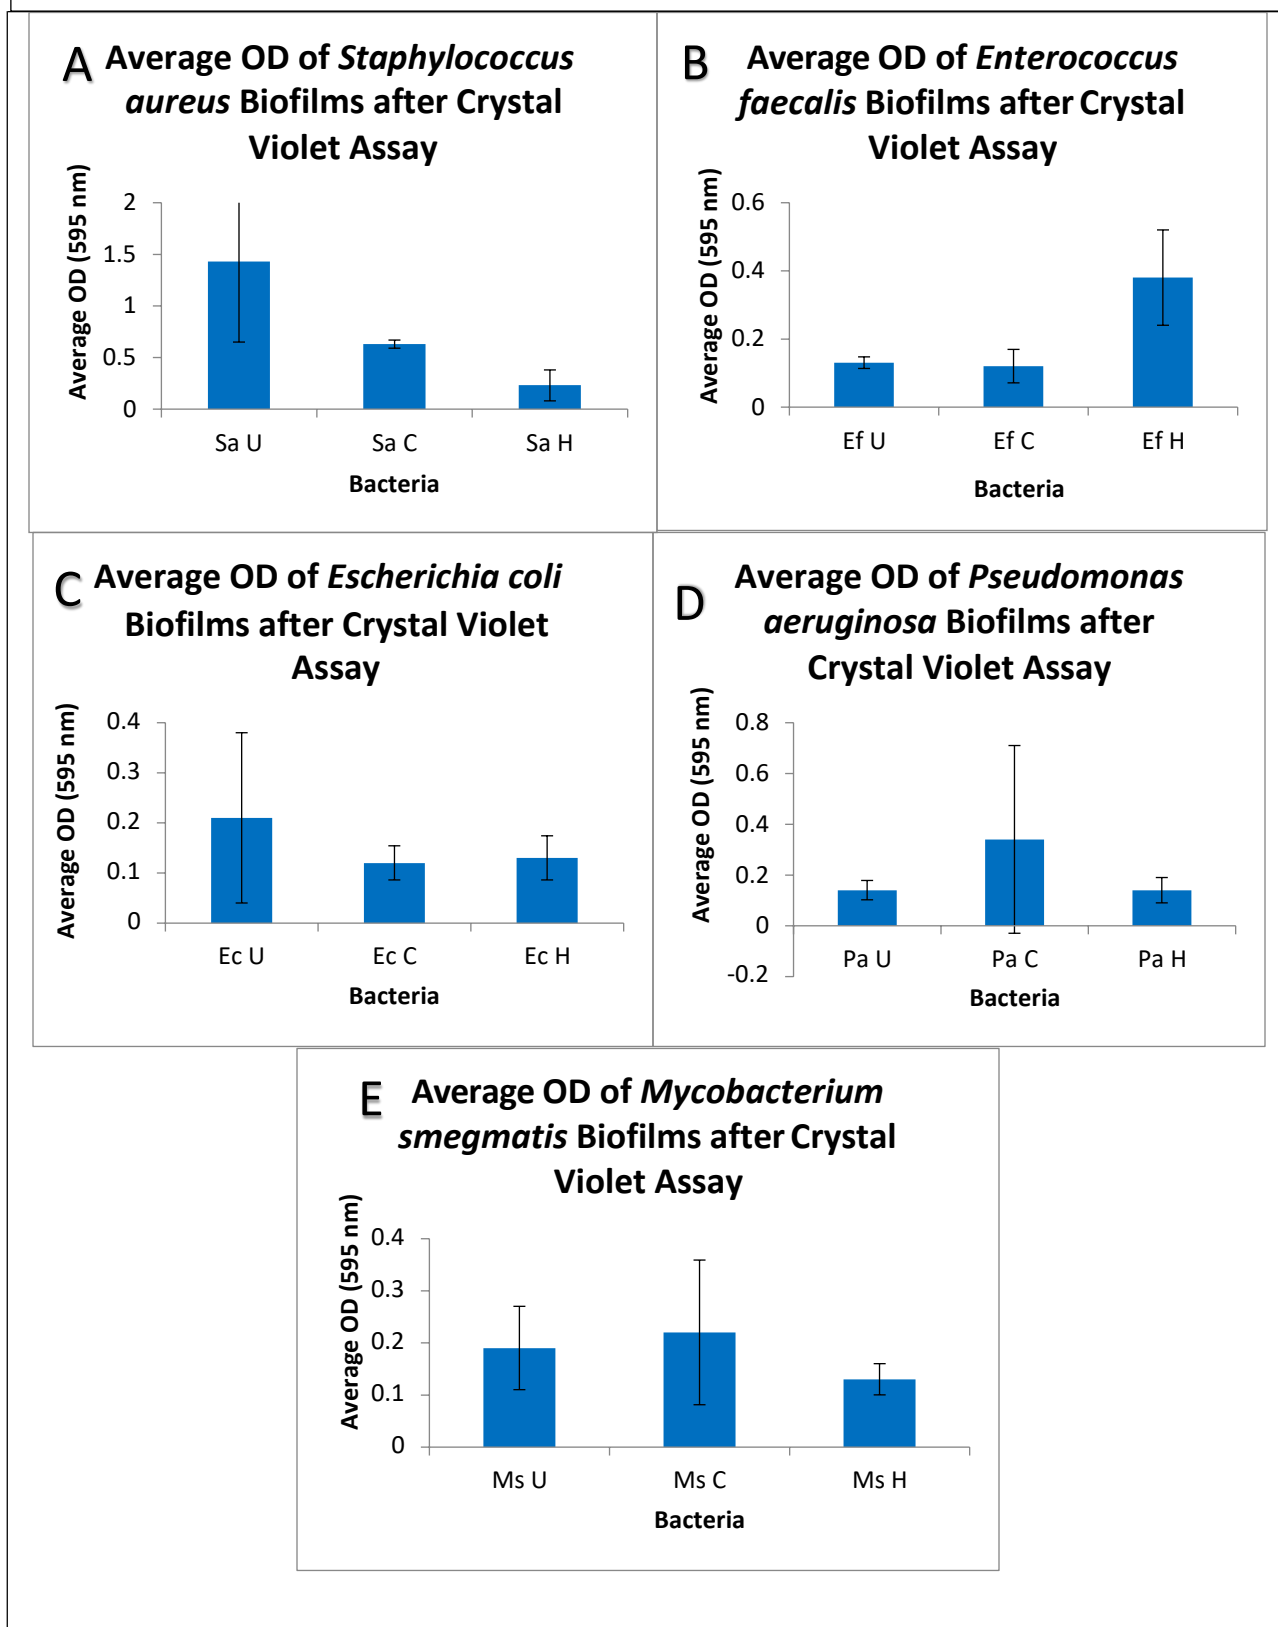 A
Average OD of Staphylococcus
aureus Biofilms after Crystal
Violet Assay
Average OD (595 nm)
2
1.5
1
0.5
0
Sa U
Sa C
Sa H
Bacteria
B
Average OD of Enterococcus
faecalis Biofilms after Crystal
Violet Assay
Average OD (595 nm)
0.6
0.4
0.2
0
Ef U
Ef C
Ef H
Bacteria
C
Average OD of Escherichia coli
Biofilms after Crystal Violet
Assay
Average OD (595 nm)
0.4
0.3
0.2
0.1
0
Ec U
Ec C
Ec H
Bacteria
D
Average OD of Pseudomonas
aeruginosa Biofilms after
Crystal Violet Assay
Average OD (595 nm)
0.8
0.6
0.4
0.2
0
-0.2
Pa U
Pa C
Pa H
Bacteria
E
Average OD of Mycobacterium
smegmatis Biofilms after Crystal
Violet Assay
Average OD (595 nm)
0.4
0.3
0.2
0.1
0
Ms U
Ms C
Ms H
Bacteria